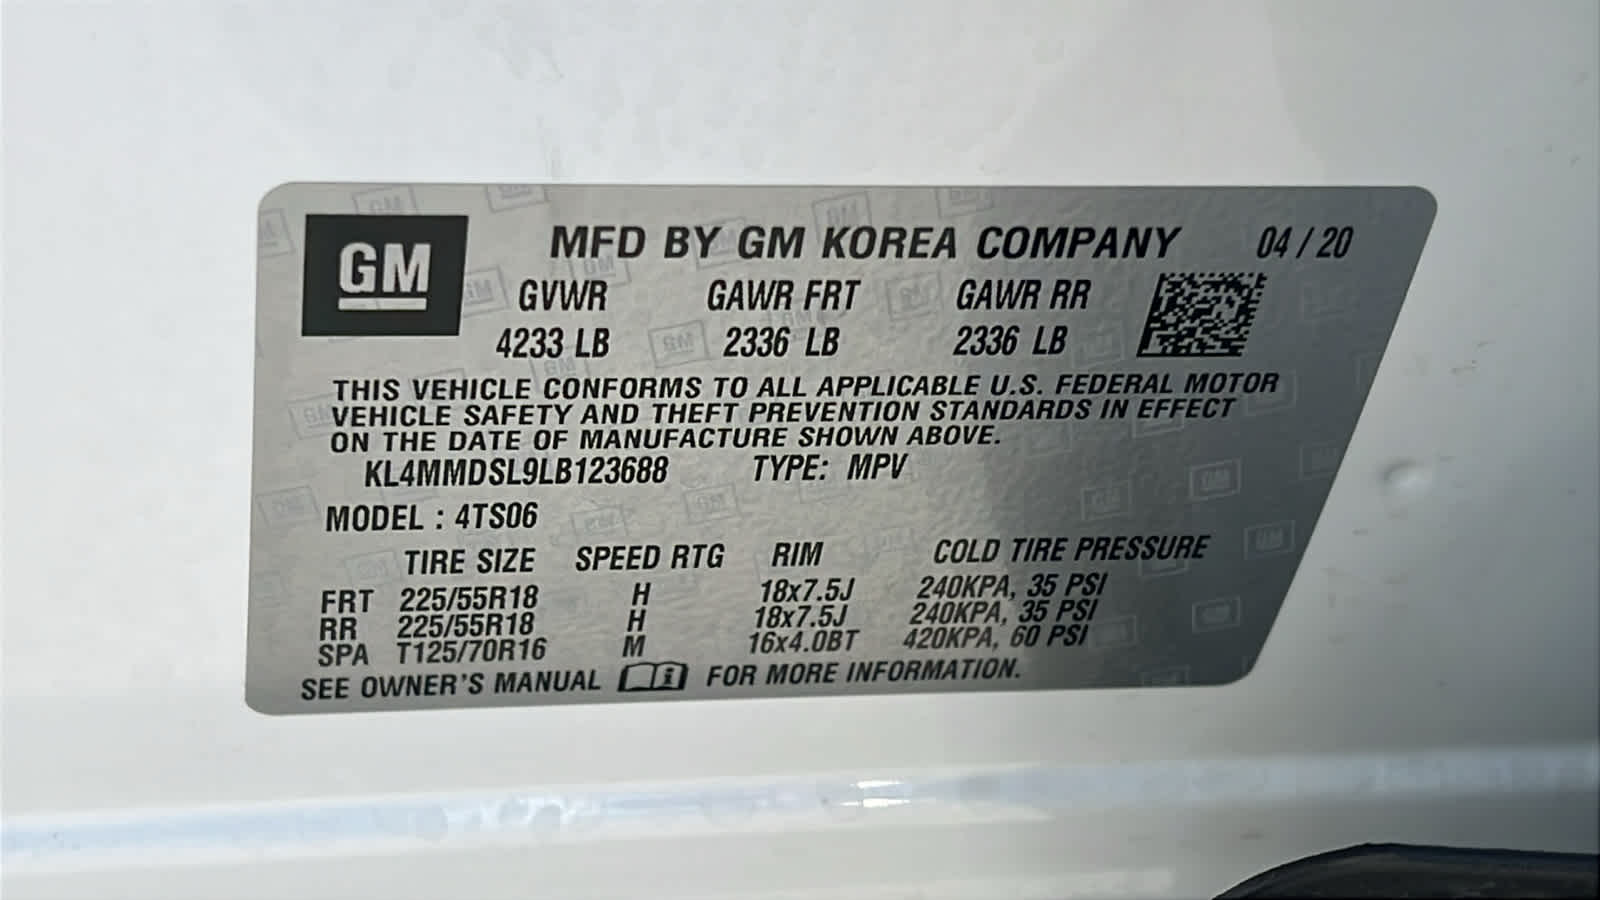 GM
MFD BY GM KOREA COMPANY 04 / 20
GVWR GAWR FRT GAWR RR
4233 LB 2336 LB 2336 LB
THIS VEHICLE CONFORMS TO ALL APPLICABLE U.S. FEDERAL MOTOR
VEHICLE SAFETY AND THEFT PREVENTION STANDARDS IN EFFECT
ON THE DATE OF MANUFACTURE SHOWN ABOVE.
KL4MMDSL9LB123688 TYPE: MPV
MODEL : 4TS06
TIRE SIZE SPEED RTG RIM COLD TIRE PRESSURE
FRT 225/55R18 H 18x7.5J 240KPA, 35 PSI
RR 225/55R18 H 18x7.5J 240KPA, 35 PSI
SPA T125/70R16 M 16x4.0BT 420KPA, 60 PSI
SEE OWNER'S MANUAL FOR MORE INFORMATION.